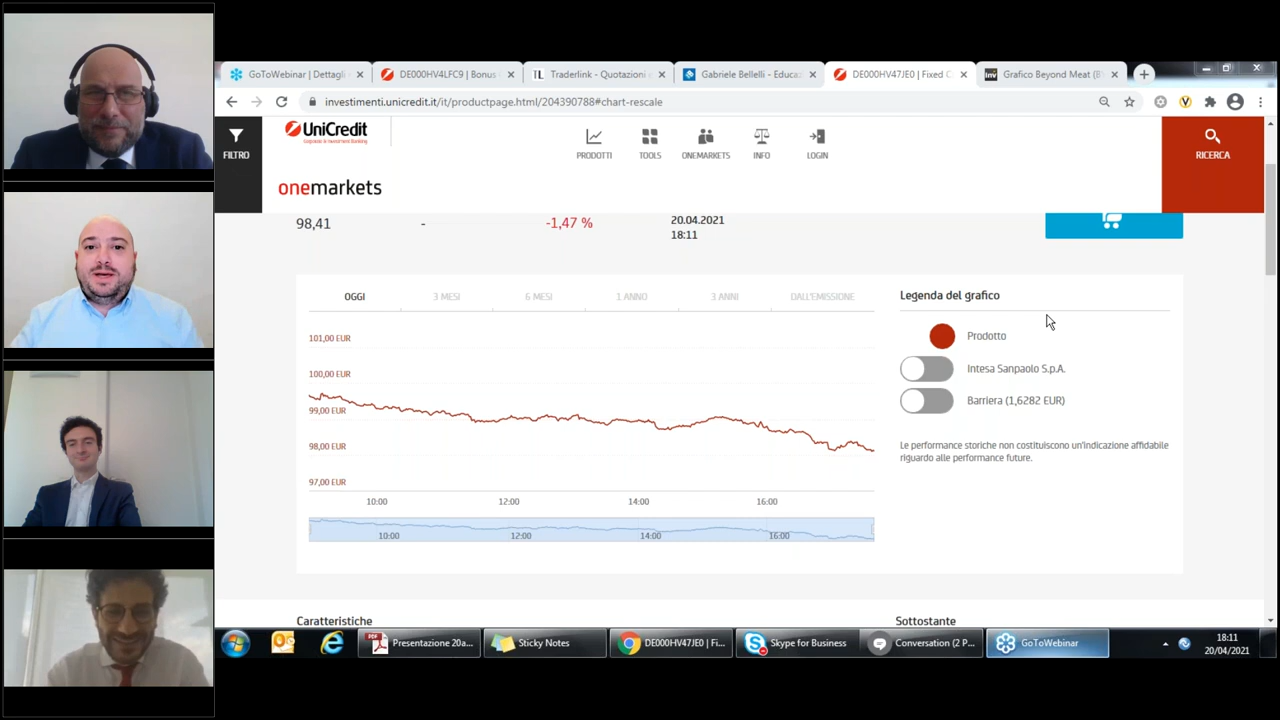 GoToWebinar | Dettagli
DE000HV4LFC9 | Bonus
Traderlink - Quotazioni e
Gabriele Bellelli - Educa
DE000HV47JE0 | Fixed C
Grafico Beyond Meat (B
investimenti.unicredit.it/it/productpage.html/204390788#chart-rescale
FILTRO
UniCredit
Corporate & Investment Banking
PRODOTTI
TOOLS
ONEMARKETS
INFO
LOGIN
RICERCA
onemarkets
98,41
-
-1,47 %
20.04.2021
18:11
OGGI
3 MESI
6 MESI
1 ANNO
3 ANNI
DALL'EMISSIONE
101,00 EUR
100,00 EUR
99,00 EUR
98,00 EUR
97,00 EUR
10:00
12:00
14:00
16:00
10:00
12:00
14:00
16:00
Legenda del grafico
Prodotto
Intesa Sanpaolo S.p.A.
Barriera (1,6282 EUR)
Le performance storiche non costituiscono un'indicazione affidabile
riguardo alle performance future.
Caratteristiche
Sottostante
Presentazione 20a...
Sticky Notes
DE000HV47JE0 | Fi...
Skype for Business
Conversation (2 P...
GoToWebinar
18:11
20/04/2021